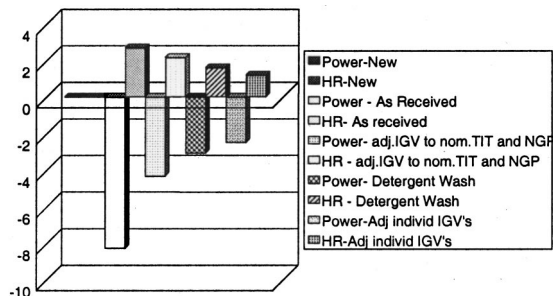 4
2
0
-2
-4
-6
-8
-10
Power-New
HR-New
Power - As Received
HR- As received
Power- adj.IGV to nom.TIT and NGP
HR - adj.IGV to nom.TIT and NGP
Power- Detergent Wash
HR - Detergent Wash
Power-Adj individ IGV's
HR-Adj individ IGV's